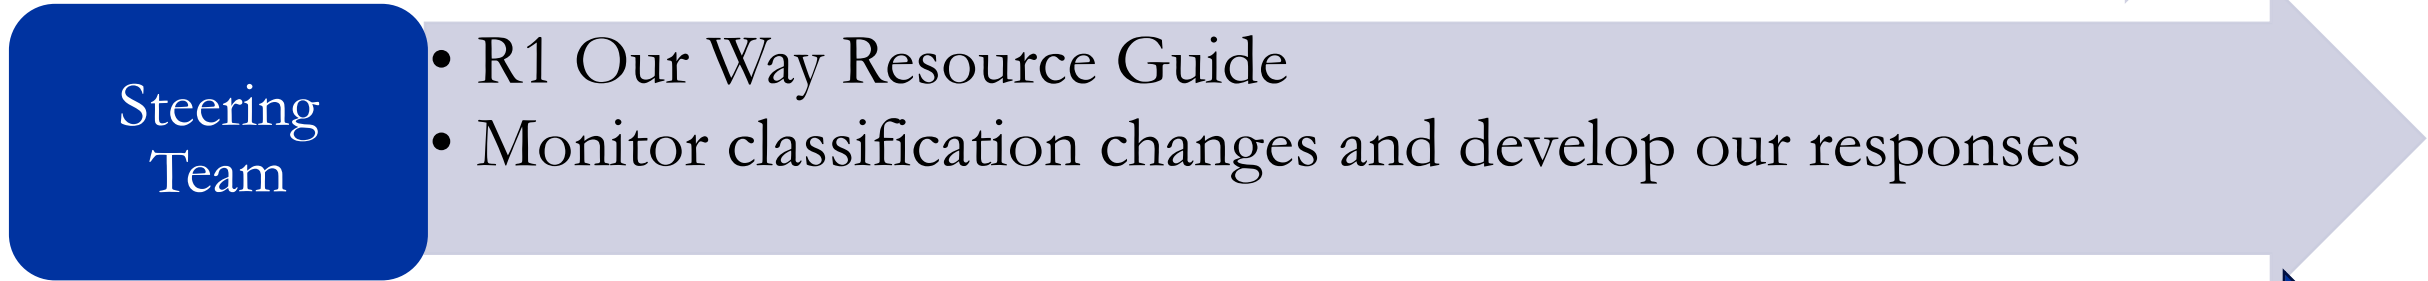 Steering
Team
• R1 Our Way Resource Guide
• Monitor classification changes and develop our responses